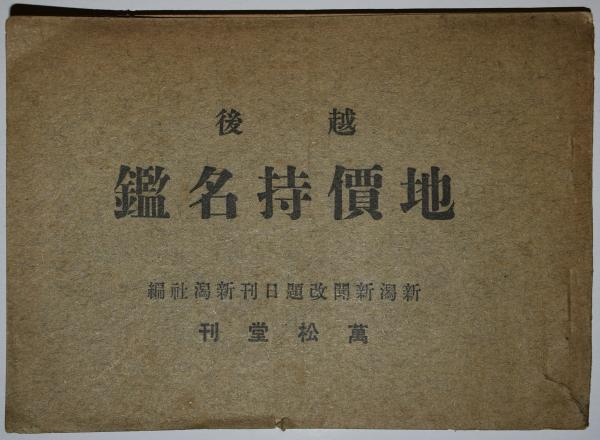 越後
地價持名鑑
新潟新聞改題日刊新潟社編
萬松堂刊